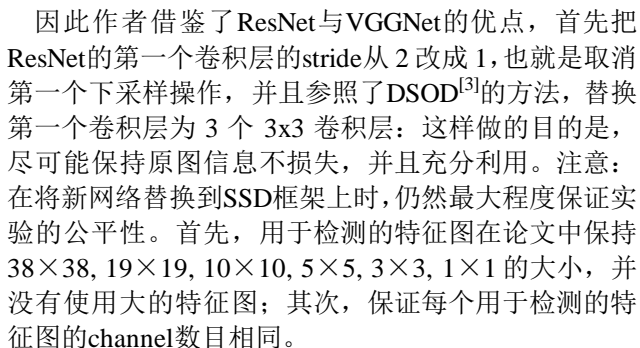 因此作者借鉴了ResNet与VGGNet的优点，首先把
ResNet的第一个卷积层的stride从 2 改成 1，也就是取消
第一个下采样操作，并且参照了DSOD[3]的方法，替换
第一个卷积层为 3 个 3x3 卷积层：这样做的目的是，
尽可能保持原图信息不损失，并且充分利用。注意：
在将新网络替换到SSD框架上时，仍然最大程度保证实
验的公平性。首先，用于检测的特征图在论文中保持
38×38, 19×19, 10×10, 5×5, 3×3, 1×1 的大小，并
没有使用大的特征图；其次，保证每个用于检测的特
征图的channel数目相同。